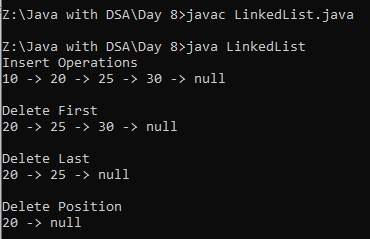 Z:\Java with DSA\Day 8>javac LinkedList.java
Z:\Java with DSA\Day 8>java LinkedList
Insert Operations
10 -> 20 -> 25 -> 30 -> null
Delete First
20 -> 25 -> 30 -> null
Delete Last
20 -> 25 -> null
Delete Position
20 -> null